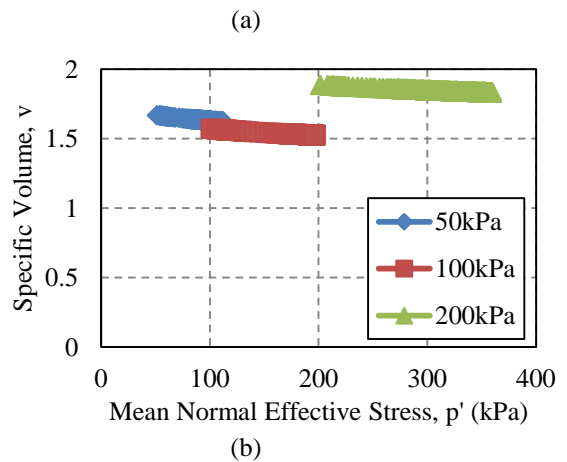 (a)
2
1.5
1
0.5
0
Specific Volume, v
50kPa
100kPa
200kPa
0 100 200 300 400
Mean Normal Effective Stress, p' (kPa)
(b)